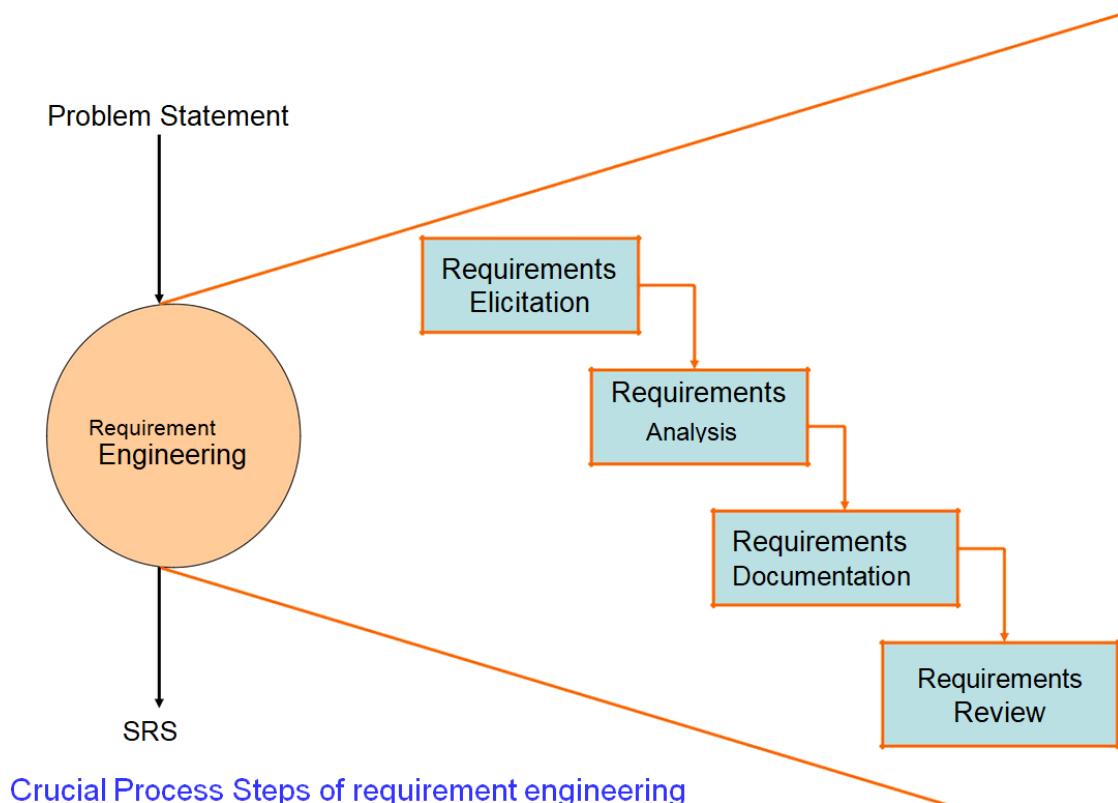 Problem Statement
Requirements
Elicitation
Requirements
Analysis
Requirement
Engineering
Requirements
Documentation
Requirements
Review
SRS
Crucial Process Steps of requirement engineering